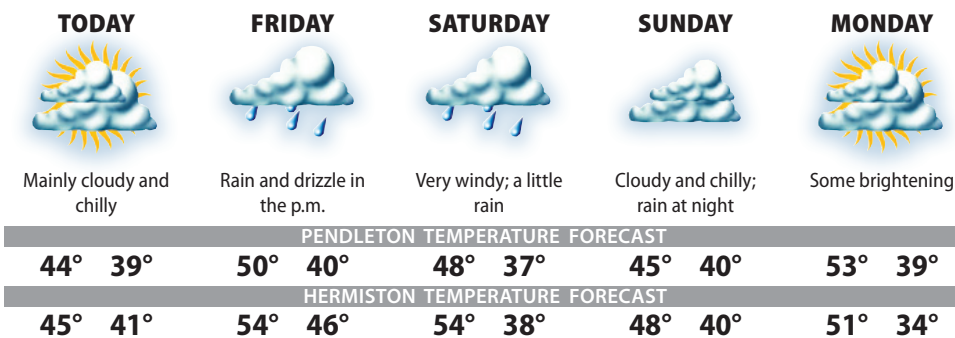 TODAY FRIDAY SATURDAY SUNDAY MONDAY
Mainly cloudy and Rain and drizzle in Very windy; a little Cloudy and chilly; Some brightening
chilly the p.m. rain rain at night
PENDLETON TEMPERATURE FORECAST
44° 39° 50° 40° 48° 37° 45° 40° 53° 39°
HERMISTON TEMPERATURE FORECAST
45° 41° 54° 46° 54° 38° 48° 40° 51° 34°